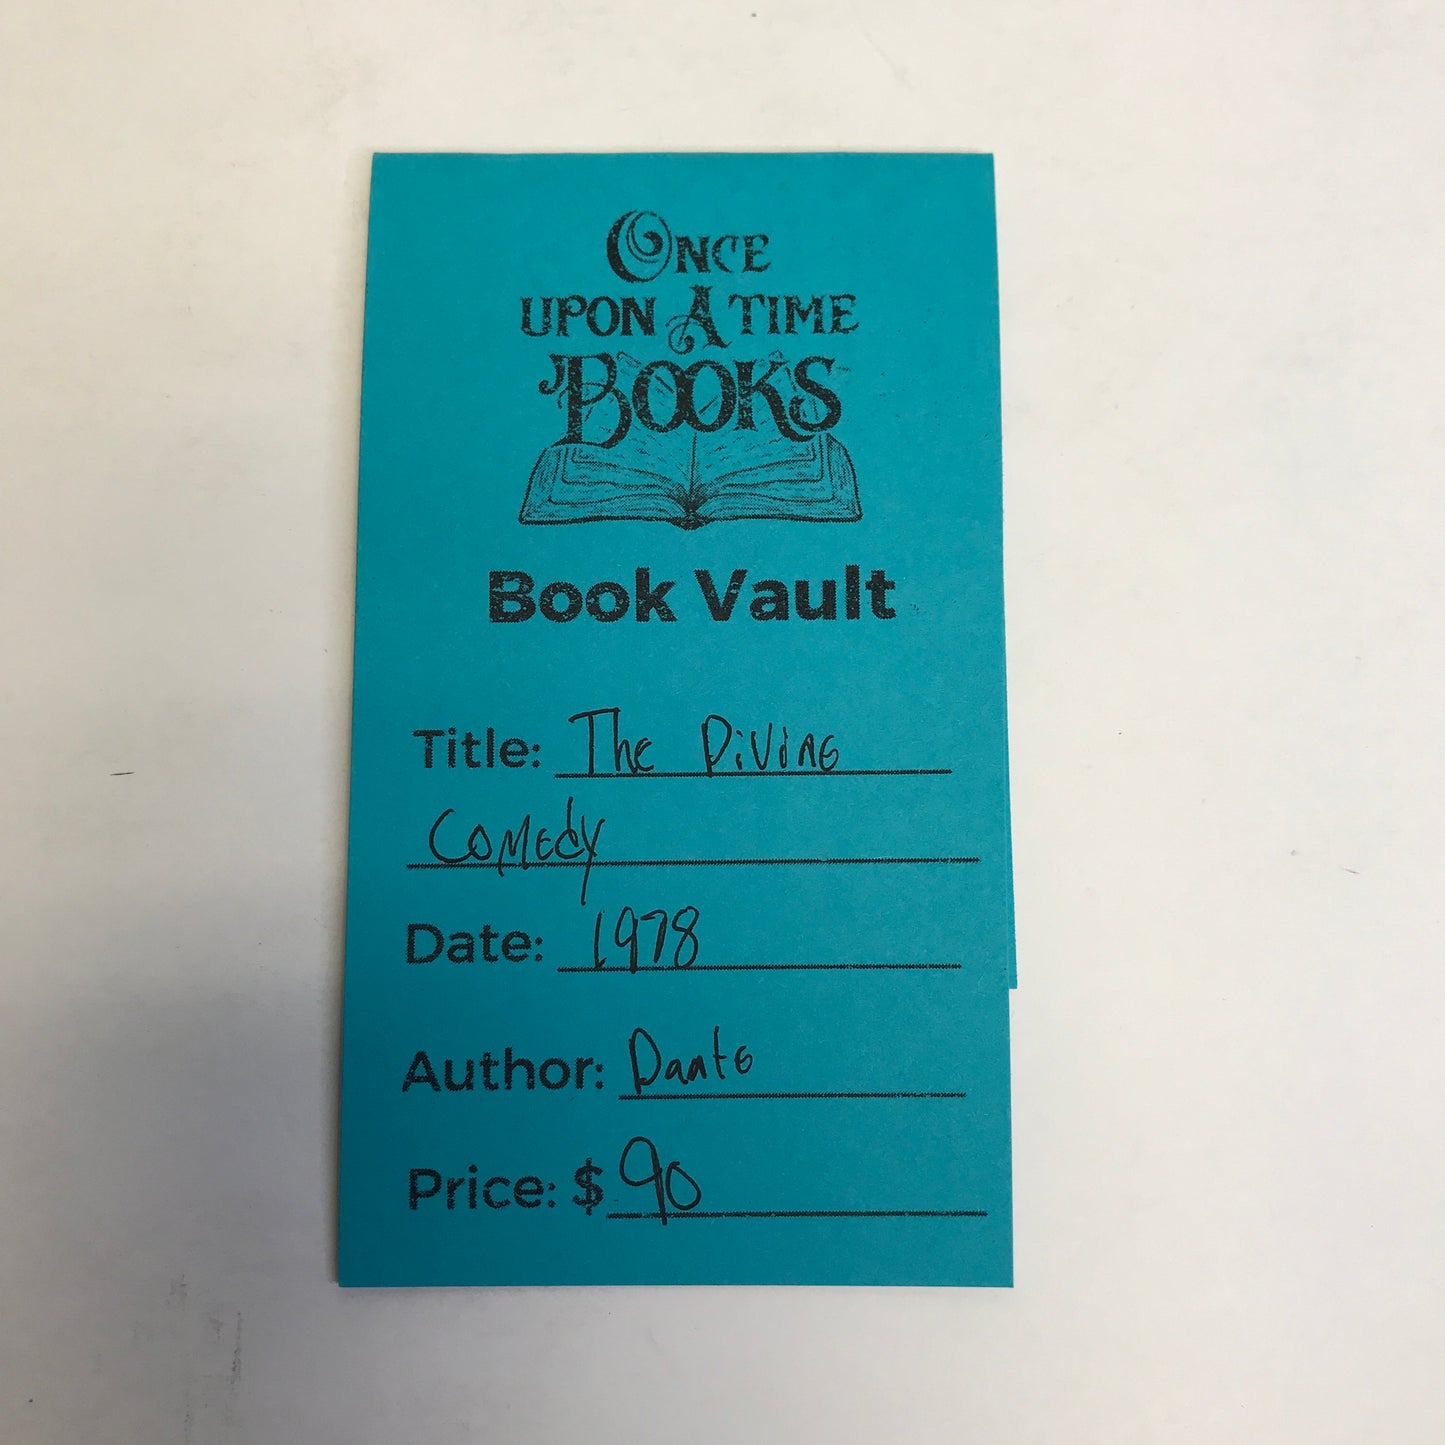 ONCE
UPON A TIME
BOOKS
Book Vault
Title: The Divine
Comedy
Date: 1978
Author: Dante
Price: $ 90